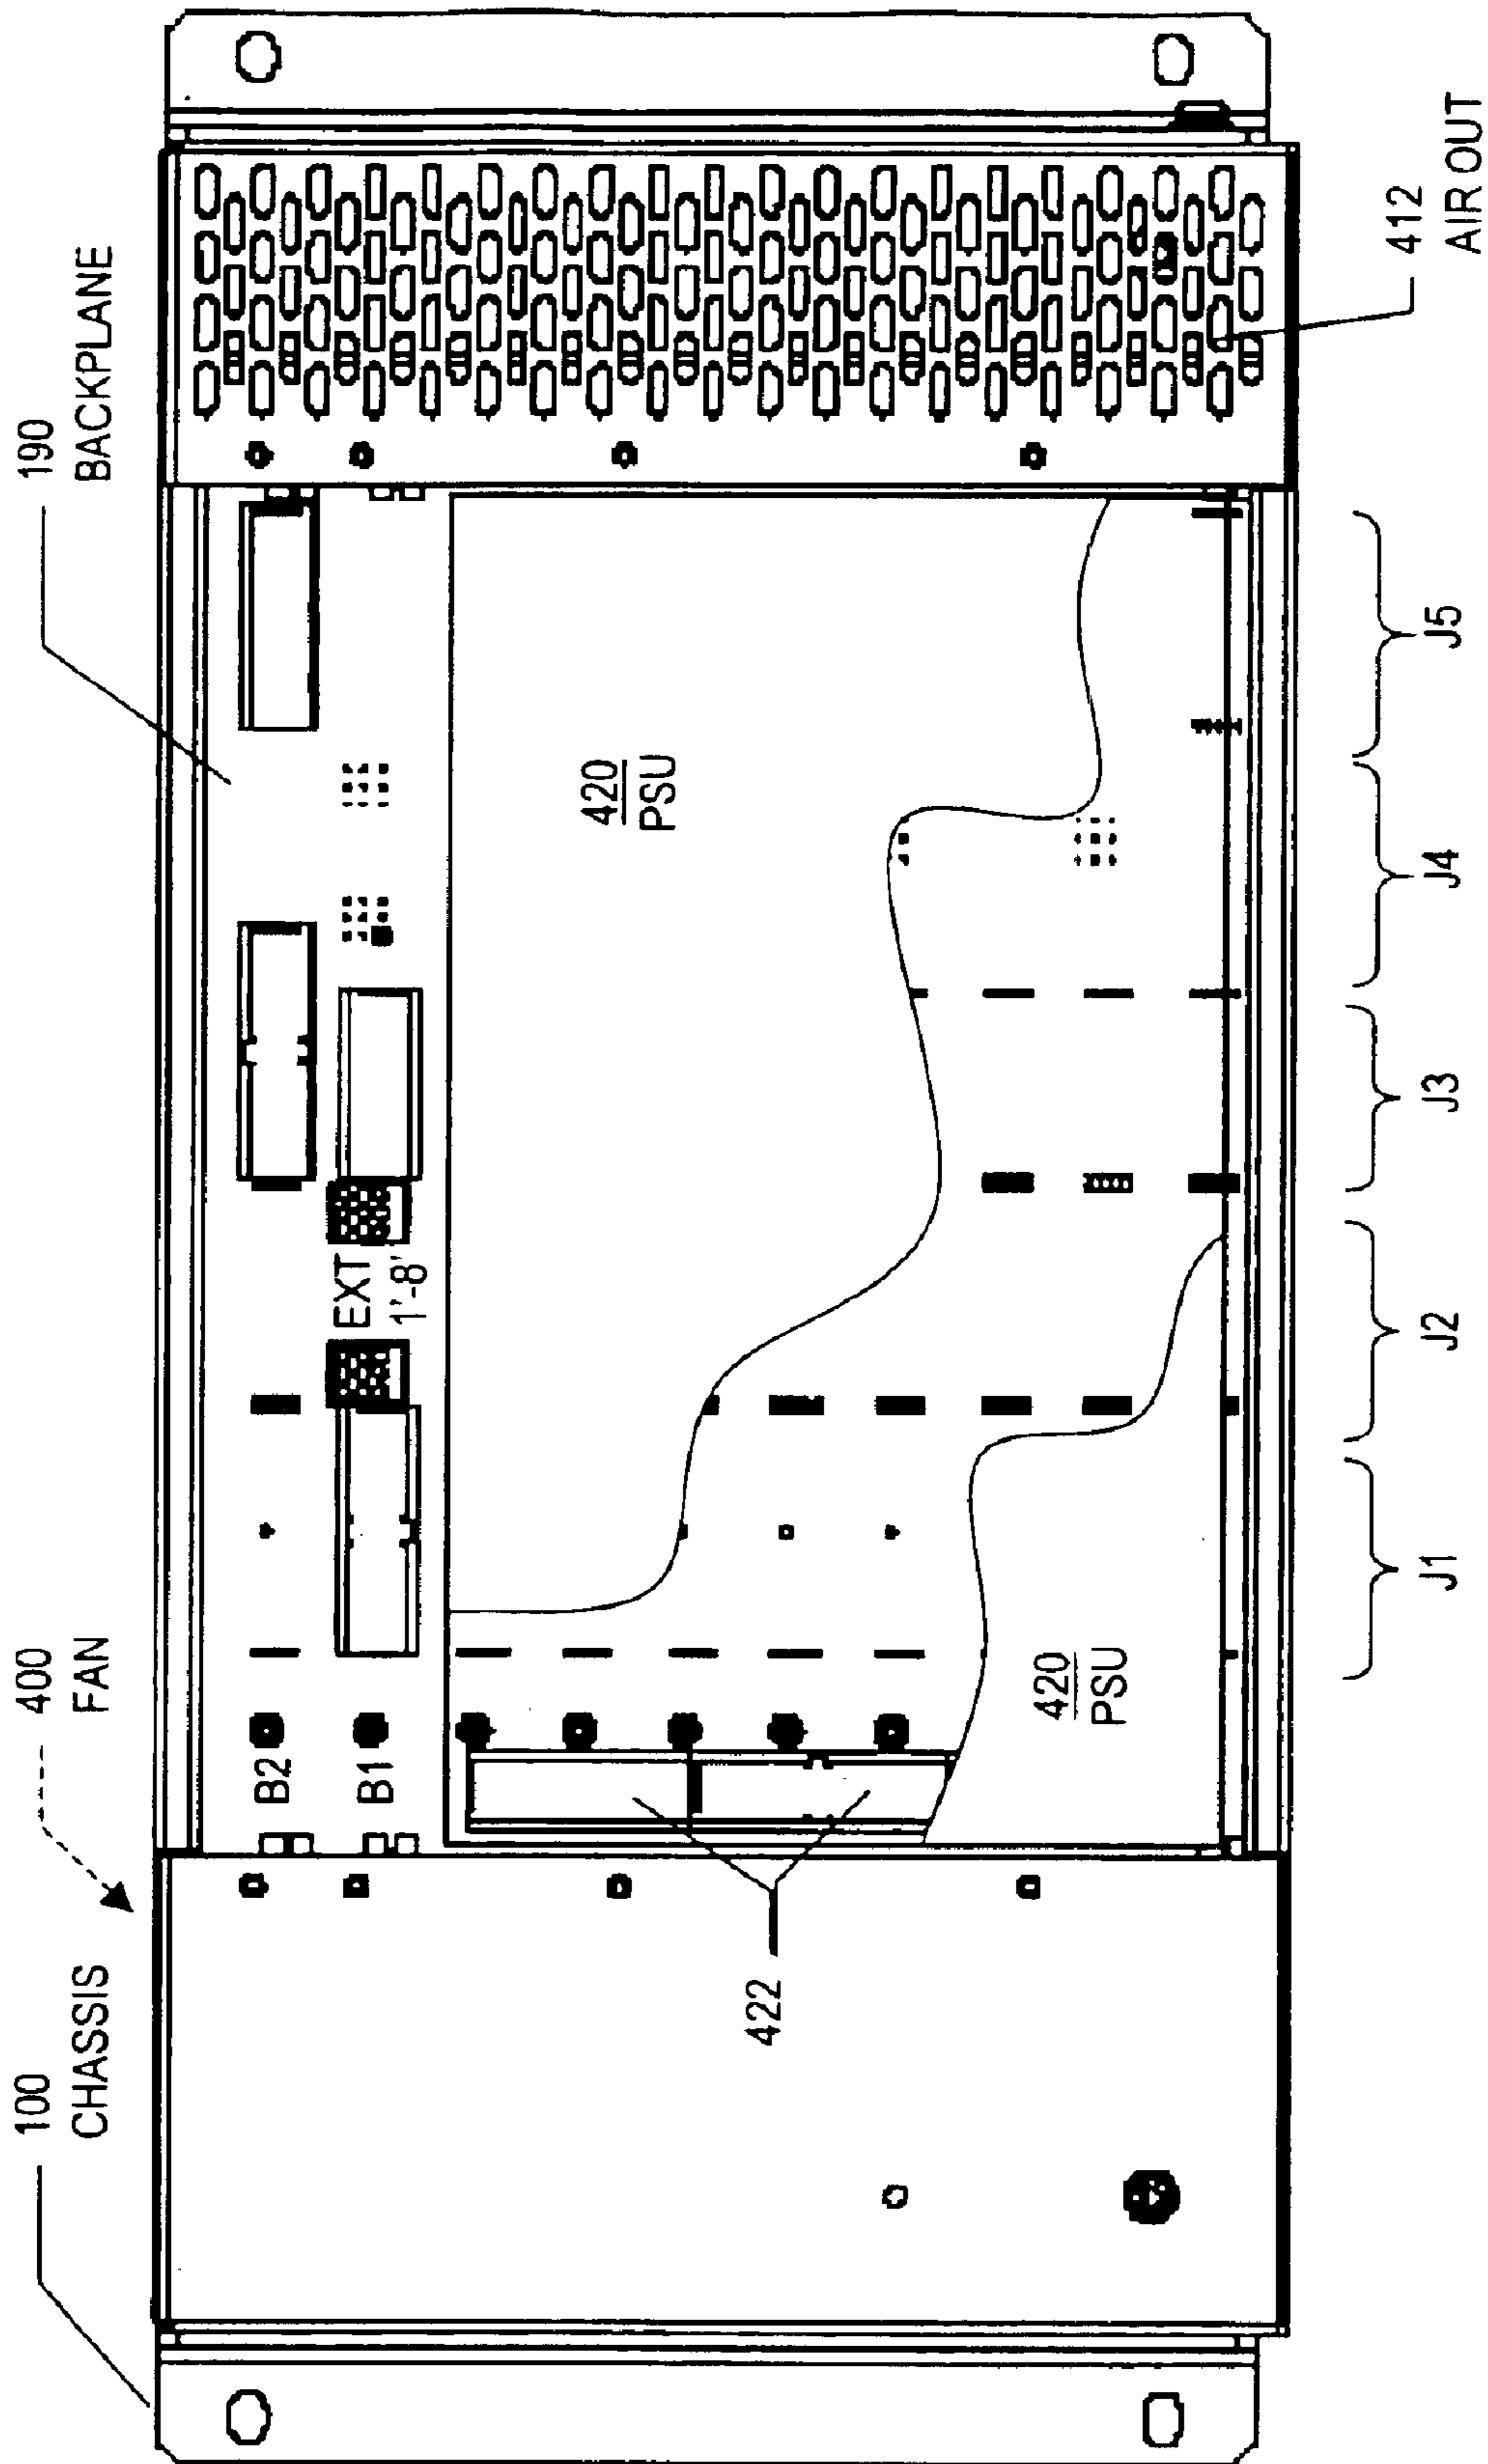 100
CHASSIS
400
FAN
190
BACKPLANE
B2
B1
EXT
1'-8'
420
PSU
420
PSU
422
J1
J2
J3
J4
J5
412
AIR OUT